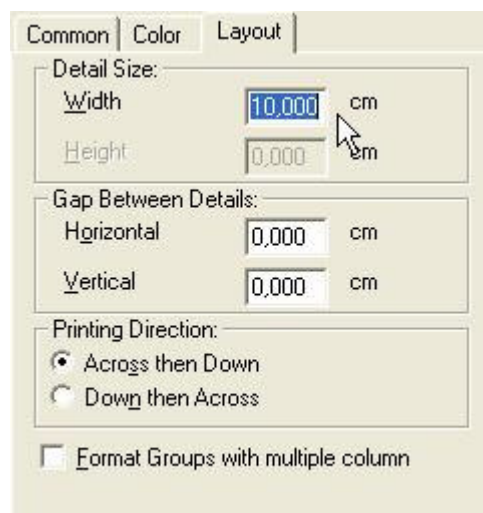 Common Color Layout
Detail Size:
Width 10,000 cm
Height 0,000 cm
Gap Between Details:
Horizontal 0,000 cm
Vertical 0,000 cm
Printing Direction:
Across then Down
Down then Across
Format Groups with multiple column